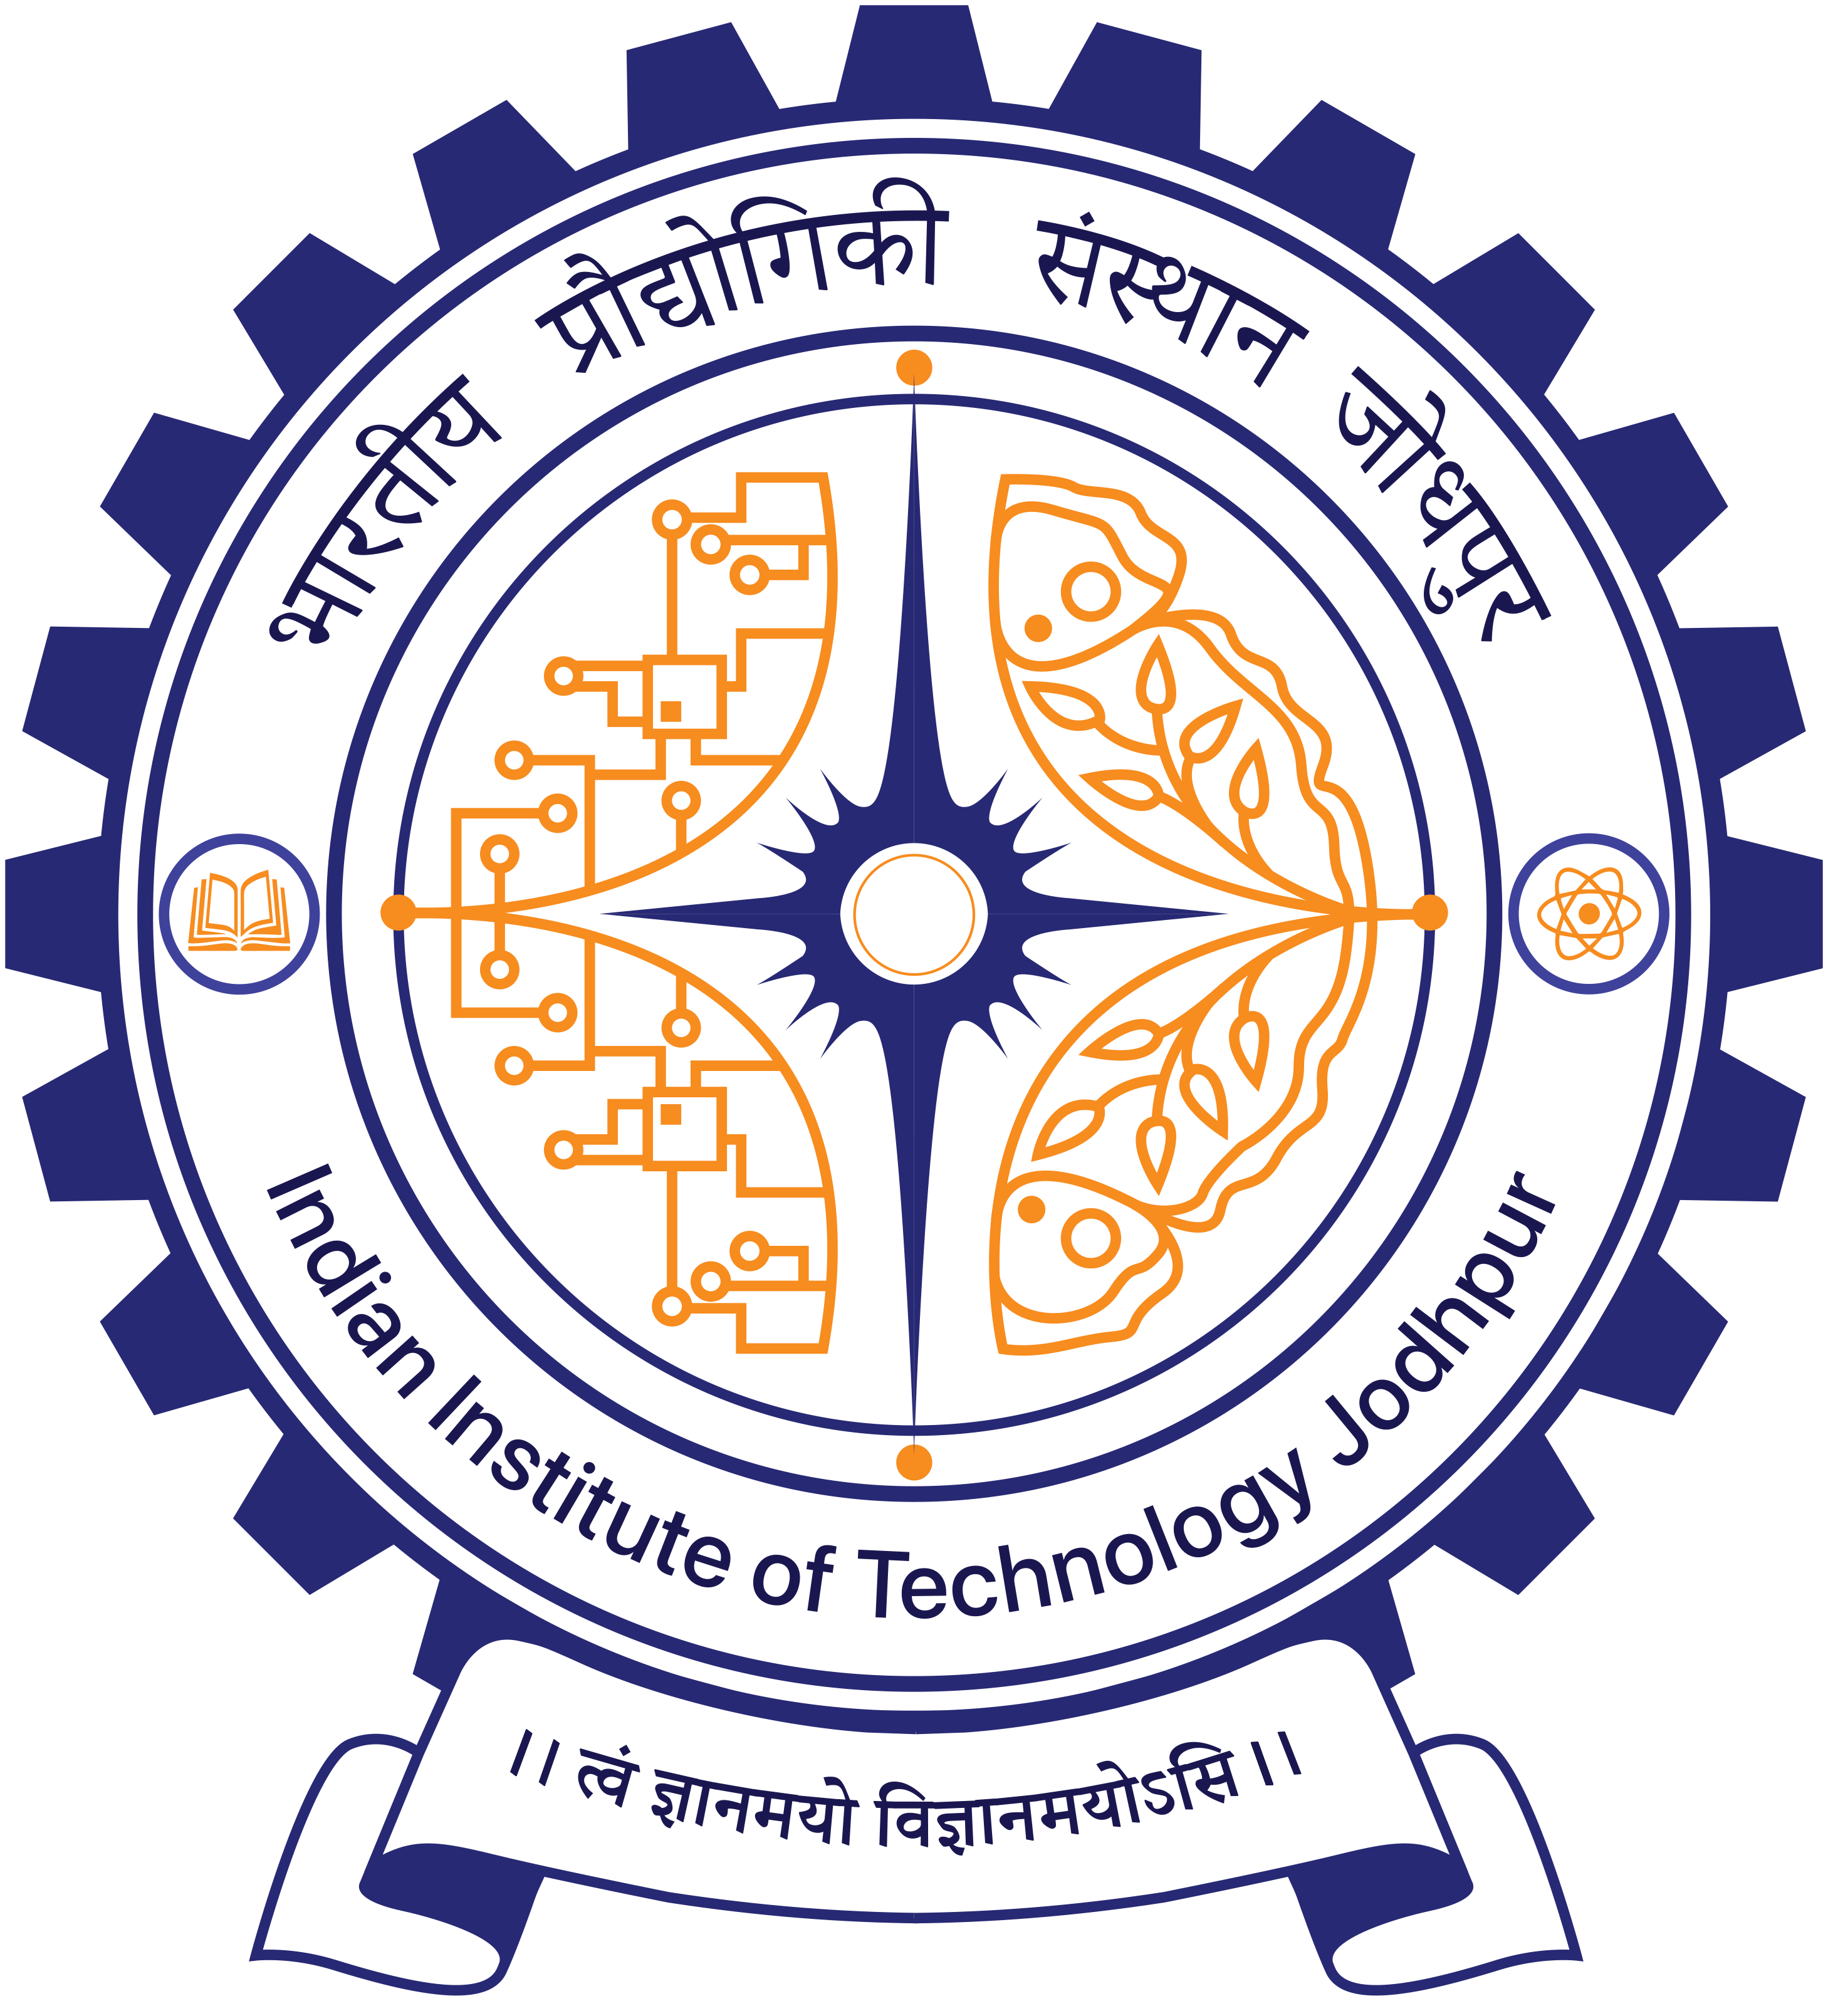 भारतीय प्रौद्योगिकी संस्थान जोधपुर
Indian Institute of Technology Jodhpur
।। त्वं ज्ञानमयो विज्ञानमयोऽसि ।।